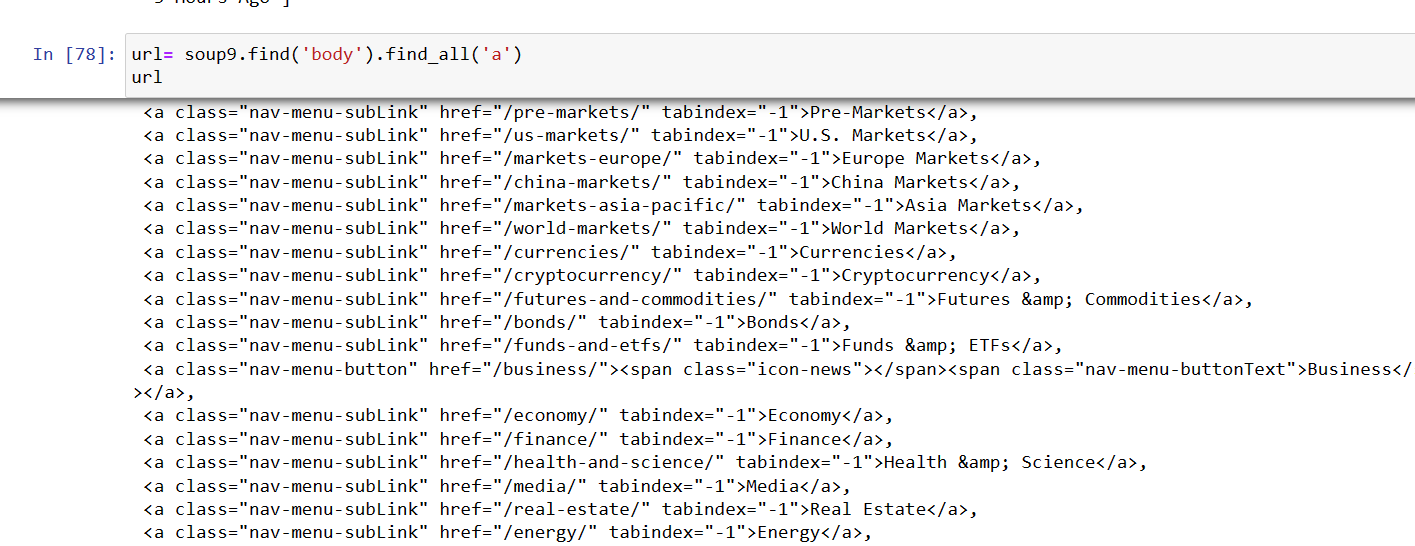 In [78]: url= soup9.find('body').find_all('a')
url
<a class="nav-menu-subLink" href="/pre-markets/" tabindex="-1">Pre-Markets</a>,
<a class="nav-menu-subLink" href="/us-markets/" tabindex="-1">U.S. Markets</a>,
<a class="nav-menu-subLink" href="/markets-europe/" tabindex="-1">Europe Markets</a>,
<a class="nav-menu-subLink" href="/china-markets/" tabindex="-1">China Markets</a>,
<a class="nav-menu-subLink" href="/markets-asia-pacific/" tabindex="-1">Asia Markets</a>,
<a class="nav-menu-subLink" href="/world-markets/" tabindex="-1">World Markets</a>,
<a class="nav-menu-subLink" href="/currencies/" tabindex="-1">Currencies</a>,
<a class="nav-menu-subLink" href="/cryptocurrency/" tabindex="-1">Cryptocurrency</a>,
<a class="nav-menu-subLink" href="/futures-and-commodities/" tabindex="-1">Futures &amp; Commodities</a>,
<a class="nav-menu-subLink" href="/bonds/" tabindex="-1">Bonds</a>,
<a class="nav-menu-subLink" href="/funds-and-etfs/" tabindex="-1">Funds &amp; ETFs</a>,
<a class="nav-menu-button" href="/business/"><span class="icon-news"></span><span class="nav-menu-buttonText">Business</
></a>,
<a class="nav-menu-subLink" href="/economy/" tabindex="-1">Economy</a>,
<a class="nav-menu-subLink" href="/finance/" tabindex="-1">Finance</a>,
<a class="nav-menu-subLink" href="/health-and-science/" tabindex="-1">Health &amp; Science</a>,
<a class="nav-menu-subLink" href="/media/" tabindex="-1">Media</a>,
<a class="nav-menu-subLink" href="/real-estate/" tabindex="-1">Real Estate</a>,
<a class="nav-menu-subLink" href="/energy/" tabindex="-1">Energy</a>,